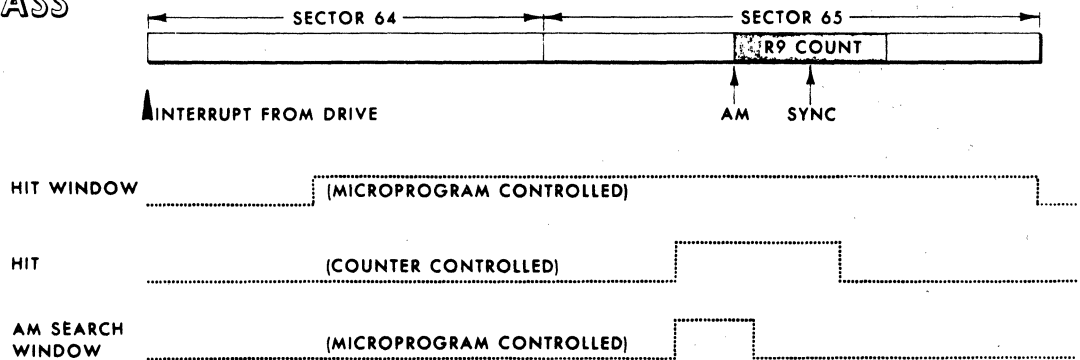 ASS
SECTOR 64 SECTOR 65
R9 COUNT
INTERRUPT FROM DRIVE AM SYNC
HIT WINDOW (MICROPROGRAM CONTROLLED)
HIT (COUNTER CONTROLLED)
AM SEARCH
WINDOW (MICROPROGRAM CONTROLLED)